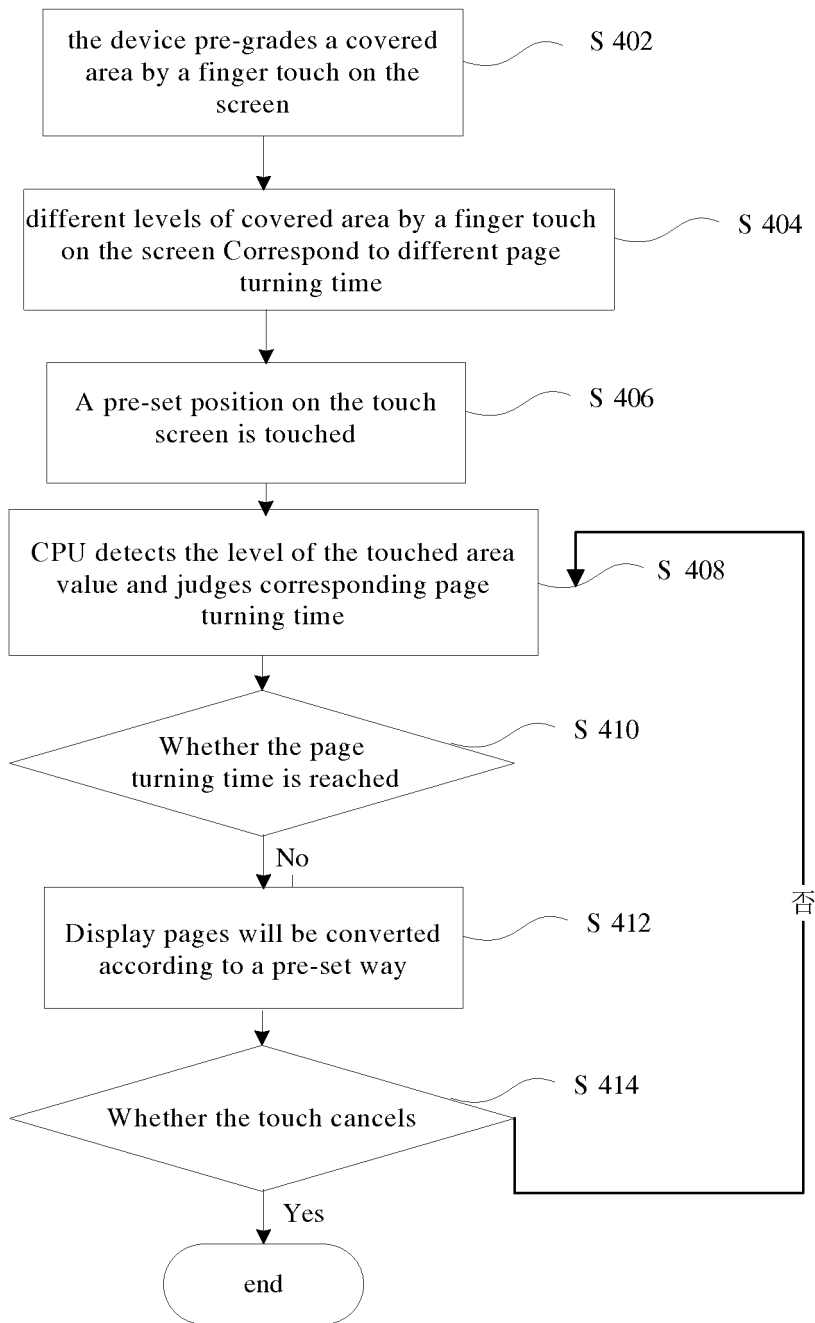 the device pre-grades a covered
area by a finger touch on the
screen
S 402
different levels of covered area by a finger touch
on the screen Correspond to different page
turning time
S 404
A pre-set position on the touch
screen is touched
S 406
CPU detects the level of the touched area
value and judges corresponding page
turning time
S 408
Whether the page
turning time is reached
S 410
No
Display pages will be converted
according to a pre-set way
S 412
否
Whether the touch cancels
S 414
Yes
end